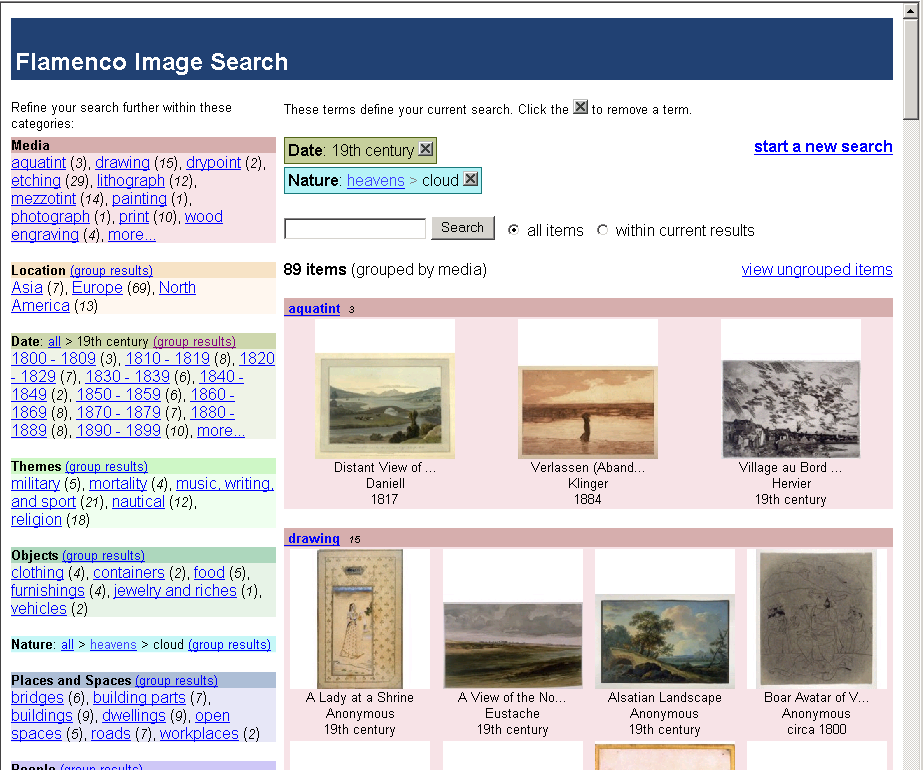 Flamenco Image Search
Refine your search further within these
categories:
Media
aquatint (3), drawing (15), drypoint (2),
etching (29), lithograph (12),
mezzotint (14), painting (1),
photograph (1), print (10), wood
engraving (4), more...
Location (group results)
Asia (7), Europe (69), North
America (13)
Date: all > 19th century (group results)
1800 - 1809 (3), 1810 - 1819 (8), 1820
- 1829 (7), 1830 - 1839 (6), 1840 -
1849 (2), 1850 - 1859 (6), 1860 -
1869 (8), 1870 - 1879 (7), 1880 -
1889 (8), 1890 - 1899 (10), more...
Themes (group results)
military (5), mortality (4), music, writing,
and sport (21), nautical (12),
religion (18)
Objects (group results)
clothing (4), containers (2), food (5),
furnishings (4), jewelry and riches (1),
vehicles (2)
Nature: all > heavens > cloud (group results)
Places and Spaces (group results)
bridges (6), building parts (7),
buildings (9), dwellings (9), open
spaces (5), roads (7), workplaces (2)
People (group results)
These terms define your current search. Click the to remove a term.
Date: 19th century
start a new search
Nature: heavens > cloud
Search all items within current results
89 items (grouped by media)
view ungrouped items
aquatint 3
Distant View of ...
Daniell
1817
Verlassen (Aband...
Klinger
1884
Village au Bord ...
Hervier
19th century
drawing 15
A Lady at a Shrine
Anonymous
19th century
A View of the No...
Eustache
19th century
Alsatian Landscape
Anonymous
19th century
Boar Avatar of V...
Anonymous
circa 1800